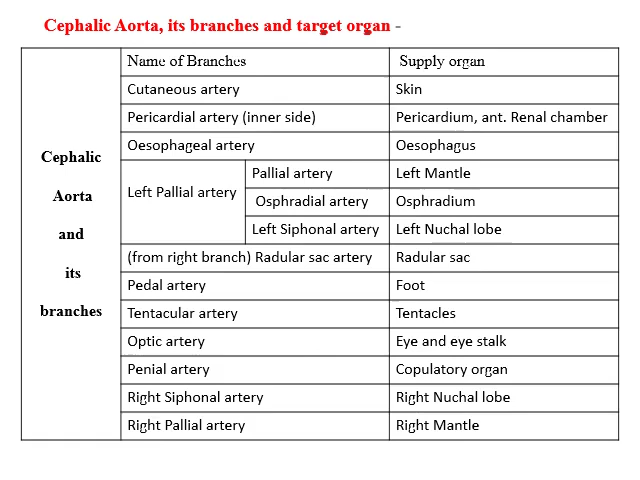 Cephalic Aorta, its branches and target organ -
Cephalic
Aorta
and
its
branches
Name of Branches Supply organ
Cutaneous artery Skin
Pericardial artery (inner side) Pericardium, ant. Renal chamber
Oesophageal artery Oesophagus
Left Pallial artery
Pallial artery Left Mantle
Osphradial artery Osphradium
Left Siphonal artery Left Nuchal lobe
(from right branch) Radular sac artery Radular sac
Pedal artery Foot
Tentacular artery Tentacles
Optic artery Eye and eye stalk
Penial artery Copulatory organ
Right Siphonal artery Right Nuchal lobe
Right Pallial artery Right Mantle